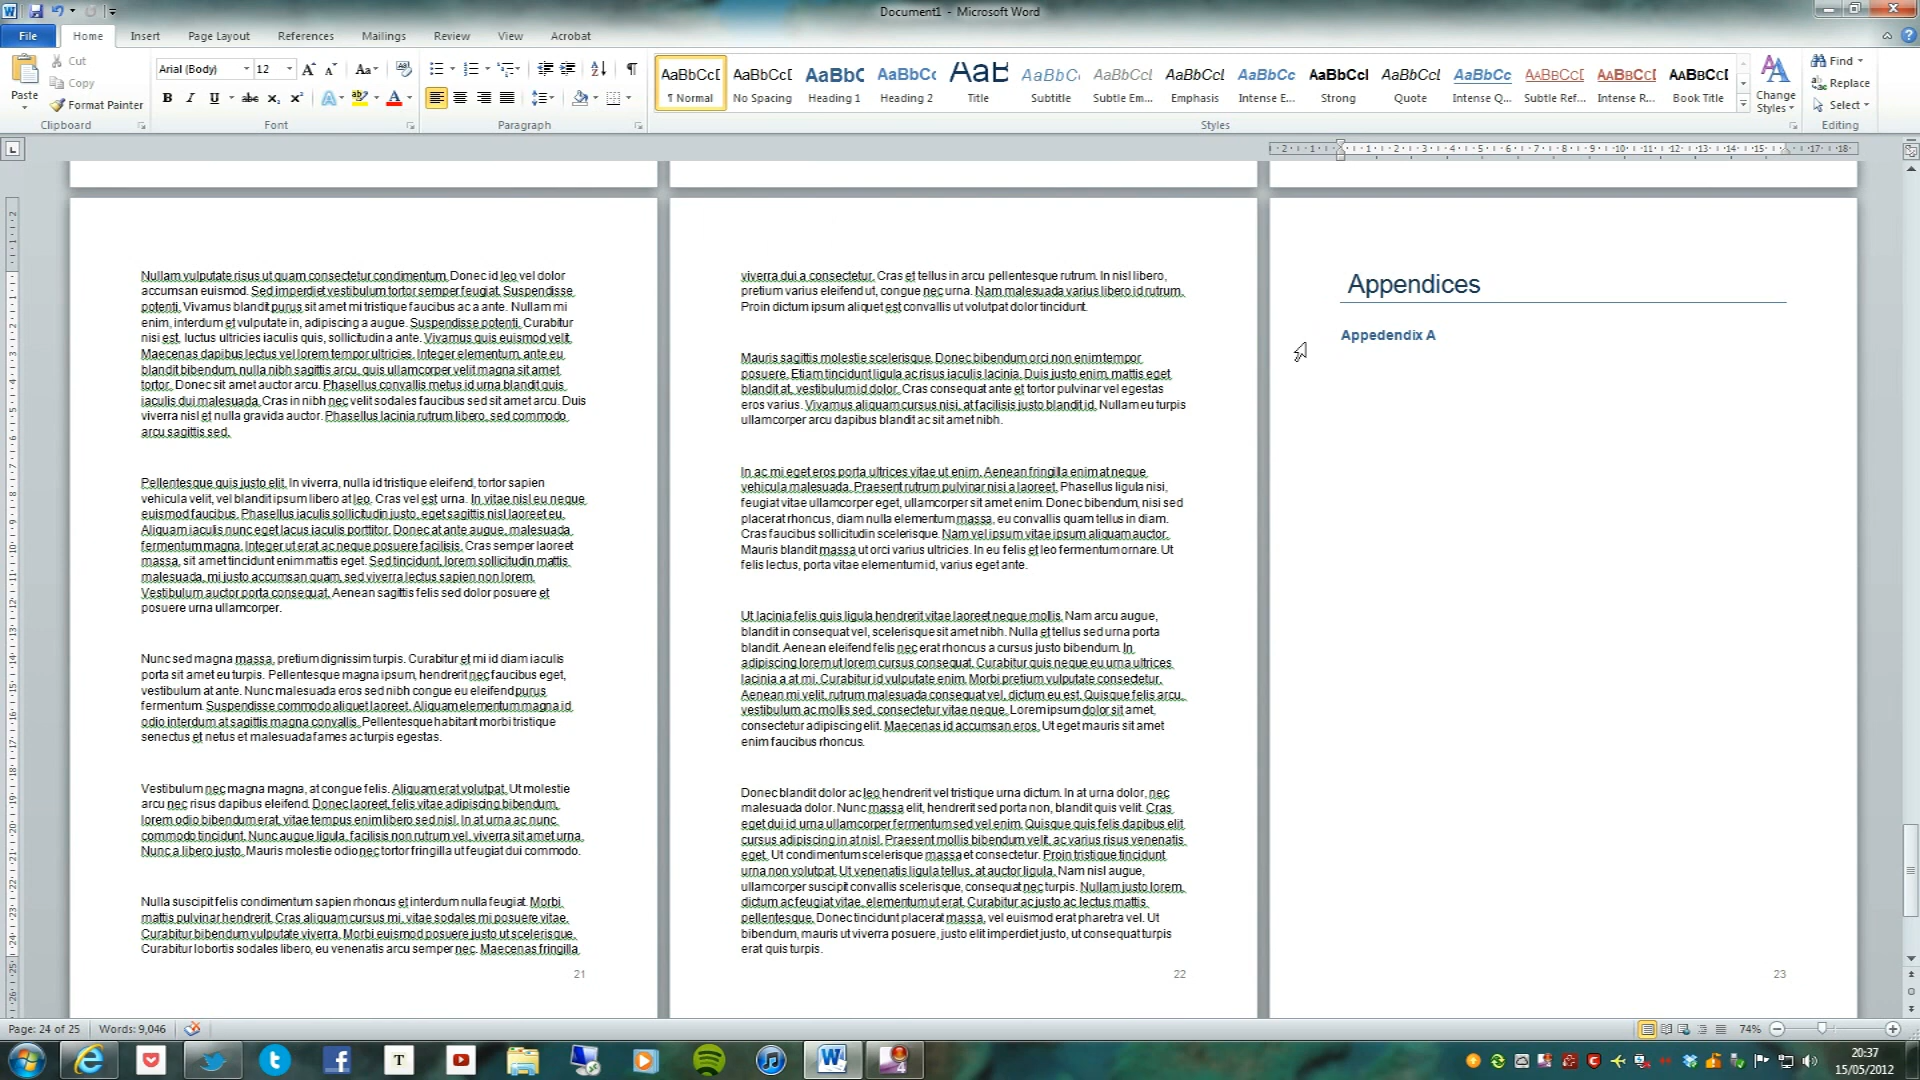 Document1 - Microsoft Word
File Home Insert Page Layout References Mailings Review View Acrobat
Cut
Copy
Paste
Format Painter
Clipboard
Arial (Body) 12
Font
Paragraph
AaBbCcI AaBbCcI AaBbC AaBbCc AaB AaBbCc AaBbCcI AaBbCcI AaBbCc AaBbCcI AaBbCcI AaBbCc AaBbCcI AaBbCcI AaBbCcI
¶ Normal No Spacing Heading 1 Heading 2 Title Subtitle Subtle Em... Emphasis Intense E... Strong Quote Intense Q... Subtle Ref... Intense R... Book Title
Styles
Change
Styles
Find
Replace
Select
Editing
Nullam vulputate risus ut quam consectetur condimentum. Donec id leo vel dolor
accumsan euismod. Sed imperdiet vestibulum tortor semper feugiat. Suspendisse
potenti. Vivamus blandit purus sit amet mi tristique faucibus ac a ante. Nullam mi
enim, interdum et vulputate in, adipiscing a augue. Suspendisse potenti. Curabitur
nisi est, luctus ultricies iaculis quis, sollicitudin a ante. Vivamus quis euismod velit.
Maecenas dapibus lectus vel lorem tempor ultricies. Integer elementum, ante eu
blandit bibendum, nulla nibh sagittis arcu, quis ullamcorper velit magna sit amet
tortor. Donec sit amet auctor arcu. Phasellus convallis metus id urna blandit quis
iaculis dui malesuada. Cras in nibh nec velit sodales faucibus sed sit amet arcu. Duis
viverra nisl et nulla gravida auctor. Phasellus lacinia rutrum libero, sed commodo
arcu sagittis sed.
Pellentesque quis justo elit. In viverra, nulla id tristique eleifend, tortor sapien
vehicula velit, vel blandit ipsum libero at leo. Cras vel est urna. In vitae nisl eu neque
euismod faucibus. Phasellus iaculis sollicitudin justo, eget sagittis nisl laoreet eu.
Aliquam iaculis nunc eget lacus iaculis porttitor. Donec at ante augue, malesuada
fermentum magna. Integer ut erat ac neque posuere facilisis. Cras semper laoreet
massa, sit amet tincidunt enim mattis eget. Sed tincidunt, lorem sollicitudin mattis
malesuada, mi justo accumsan quam, sed viverra lectus sapien non lorem.
Vestibulum auctor porta consequat. Aenean sagittis felis sed dolor posuere et
posuere urna ullamcorper.
Nunc sed magna massa, pretium dignissim turpis. Curabitur et mi id diam iaculis
porta sit amet eu turpis. Pellentesque magna ipsum, hendrerit nec faucibus eget,
vestibulum at ante. Nunc malesuada eros sed nibh congue eu eleifend purus
fermentum. Suspendisse commodo aliquet laoreet. Aliquam elementum magna id
odio interdum at sagittis magna convallis. Pellentesque habitant morbi tristique
senectus et netus et malesuada fames ac turpis egestas.
Vestibulum nec magna magna, at congue felis. Aliquam erat volutpat. Ut molestie
arcu nec risus dapibus eleifend. Donec laoreet, felis vitae adipiscing bibendum,
lorem odio bibendum erat, vitae tempus enim libero sed nisl. In at urna ac nunc
commodo tincidunt. Nunc augue ligula, facilisis non rutrum vel, viverra sit amet urna.
Nunc a libero justo. Mauris molestie odio nec tortor fringilla ut feugiat dui commodo.
Nulla suscipit felis condimentum sapien rhoncus et interdum nulla feugiat. Morbi
mattis pulvinar hendrerit. Cras aliquam cursus mi, vitae sodales mi posuere vitae.
Curabitur bibendum vulputate viverra. Morbi euismod posuere justo ut scelerisque.
Curabitur lobortis sodales libero, eu venenatis arcu semper nec. Maecenas fringilla
21
viverra dui a consectetur. Cras et tellus in arcu pellentesque rutrum. In nisl libero,
pretium varius eleifend ut, congue nec urna. Nam malesuada varius libero id rutrum.
Proin dictum ipsum aliquet est convallis ut volutpat dolor tincidunt.
Mauris sagittis molestie scelerisque. Donec bibendum orci non enim tempor
posuere. Etiam tincidunt ligula ac risus iaculis lacinia. Duis justo enim, mattis eget
blandit at, vestibulum id dolor. Cras consequat ante et tortor pulvinar vel egestas
eros varius. Vivamus aliquam cursus nisi, at facilisis justo blandit id. Nullam eu turpis
ullamcorper arcu dapibus blandit ac sit amet nibh.
In ac mi eget eros porta ultrices vitae ut enim. Aenean fringilla enim at neque
vehicula malesuada. Praesent rutrum pulvinar nisi a laoreet. Phasellus ligula nisi,
feugiat vitae ullamcorper eget, ullamcorper sit amet enim. Donec bibendum, nisi sed
placerat rhoncus, diam nulla elementum massa, eu convallis quam tellus in diam.
Cras faucibus sollicitudin scelerisque. Nam vel ipsum vitae ipsum aliquam auctor.
Mauris blandit massa ut orci varius ultricies. In eu felis et leo fermentum ornare. Ut
felis lectus, porta vitae elementum id, varius eget ante.
Ut lacinia felis quis ligula hendrerit vitae laoreet neque mollis. Nam arcu augue,
blandit in consequat vel, scelerisque sit amet nibh. Nulla et tellus sed urna porta
blandit. Aenean eleifend felis nec erat rhoncus a cursus justo bibendum. In
adipiscing lorem ut lorem cursus consequat. Curabitur quis neque eu urna ultrices
lacinia a at mi. Curabitur id vulputate enim. Morbi pretium vulputate consectetur.
Aenean mi velit, rutrum malesuada consequat vel, dictum eu est. Quisque felis arcu,
vestibulum ac mollis sed, consectetur vitae neque. Lorem ipsum dolor sit amet,
consectetur adipiscing elit. Maecenas id accumsan eros. Ut eget mauris sit amet
enim faucibus rhoncus.
Donec blandit dolor ac leo hendrerit vel tristique urna dictum. In at urna dolor, nec
malesuada dolor. Nunc massa elit, hendrerit sed porta non, blandit quis velit. Cras
eget dui id urna ullamcorper fermentum sed vel enim. Quisque quis felis dapibus elit
cursus adipiscing in at nisl. Praesent mollis bibendum velit, ac varius risus venenatis
eget. Ut condimentum scelerisque massa et consectetur. Proin tristique tincidunt
urna non volutpat. Ut venenatis ligula tellus, at auctor ligula. Nam nisl augue,
ullamcorper suscipit convallis scelerisque, consequat nec turpis. Nullam justo lorem,
dictum ac feugiat vitae, elementum ut erat. Curabitur ac justo ac lectus mattis
pellentesque. Donec tincidunt placerat massa, vel euismod erat pharetra vel. Ut
bibendum, mauris ut viverra posuere, justo elit imperdiet justo, ut consequat turpis
erat quis turpis.
22
Appendices
Appedendix A
23
Page: 24 of 25 Words: 9,046
74%
20:37
15/05/2012